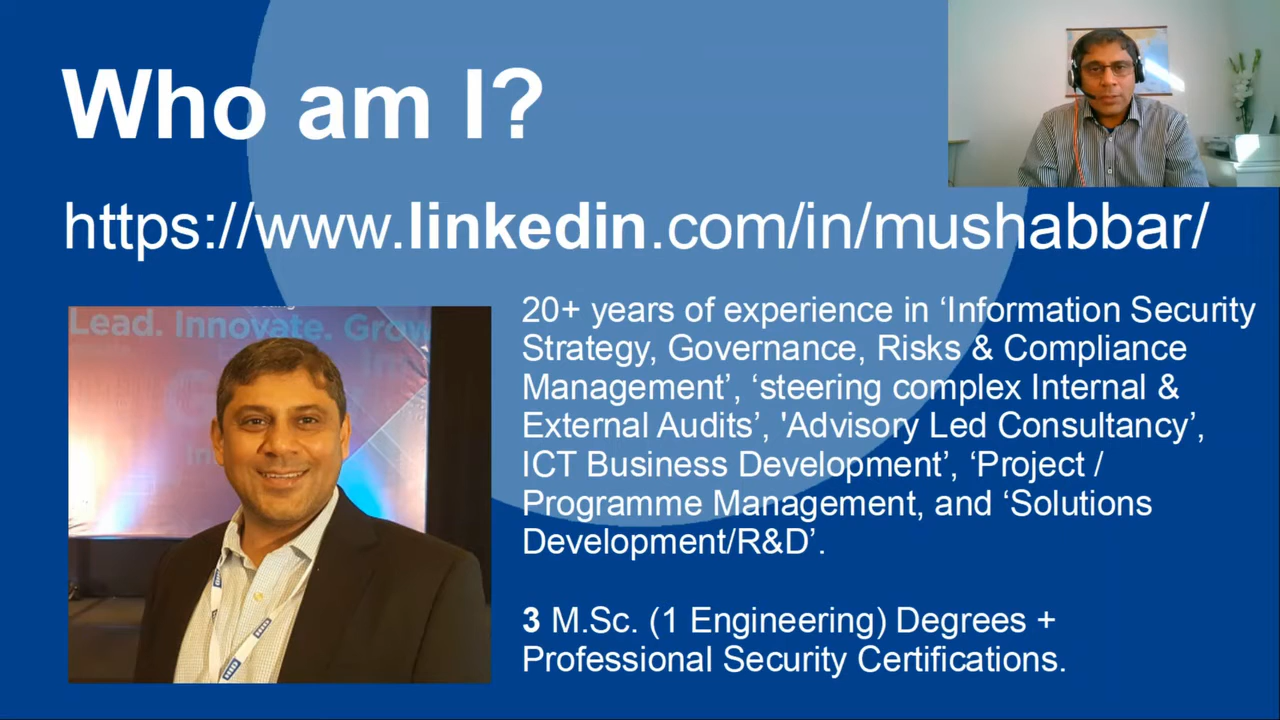 Who am I?
https://www.linkedin.com/in/mushabbar/
Lead. Innovate. Grow
20+ years of experience in ‘Information Security
Strategy, Governance, Risks & Compliance
Management’, ‘steering complex Internal &
External Audits’, 'Advisory Led Consultancy’,
ICT Business Development’, ‘Project /
Programme Management, and ‘Solutions
Development/R&D’.
3 M.Sc. (1 Engineering) Degrees +
Professional Security Certifications.